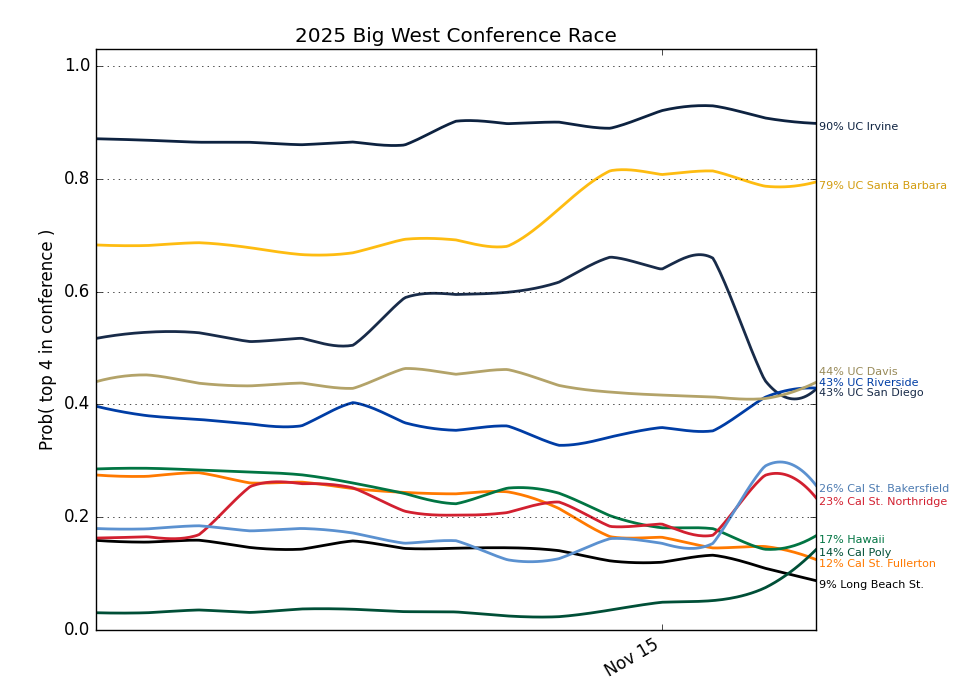 2025 Big West Conference Race
Prob( top 4 in conference )
1.0
0.8
0.6
0.4
0.2
0.0
Nov 15
90% UC Irvine
79% UC Santa Barbara
44% UC Davis
43% UC Riverside
43% UC San Diego
26% Cal St. Bakersfield
23% Cal St. Northridge
17% Hawaii
14% Cal Poly
12% Cal St. Fullerton
9% Long Beach St.